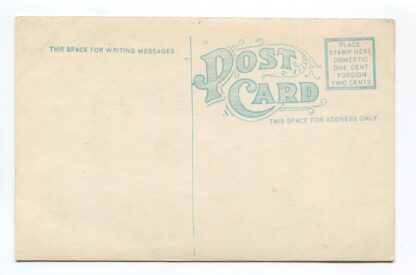 THIS SPACE FOR WRITING MESSAGES
POST
CARD
PLACE
STAMP HERE
DOMESTIC
ONE CENT
FOREIGN
TWO CENTS
THIS SPACE FOR ADDRESS ONLY